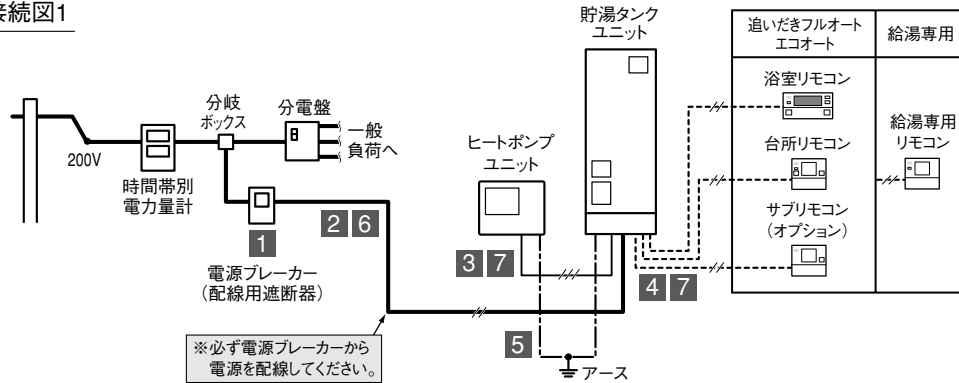 接続図1
200V
時間帯別
電力量計
分岐
ボックス
分電盤
一般
負荷へ
1
電源ブレーカー
（配線用遮断器）
2 6
※必ず電源ブレーカーから
電源を配線してください。
ヒートポンプ
ユニット
3 7
5
アース
貯湯タンク
ユニット
4 7
追いだきフルオート
エコオート
給湯専用
浴室リモコン
台所リモコン
サブリモコン
（オプション）
給湯専用
リモコン